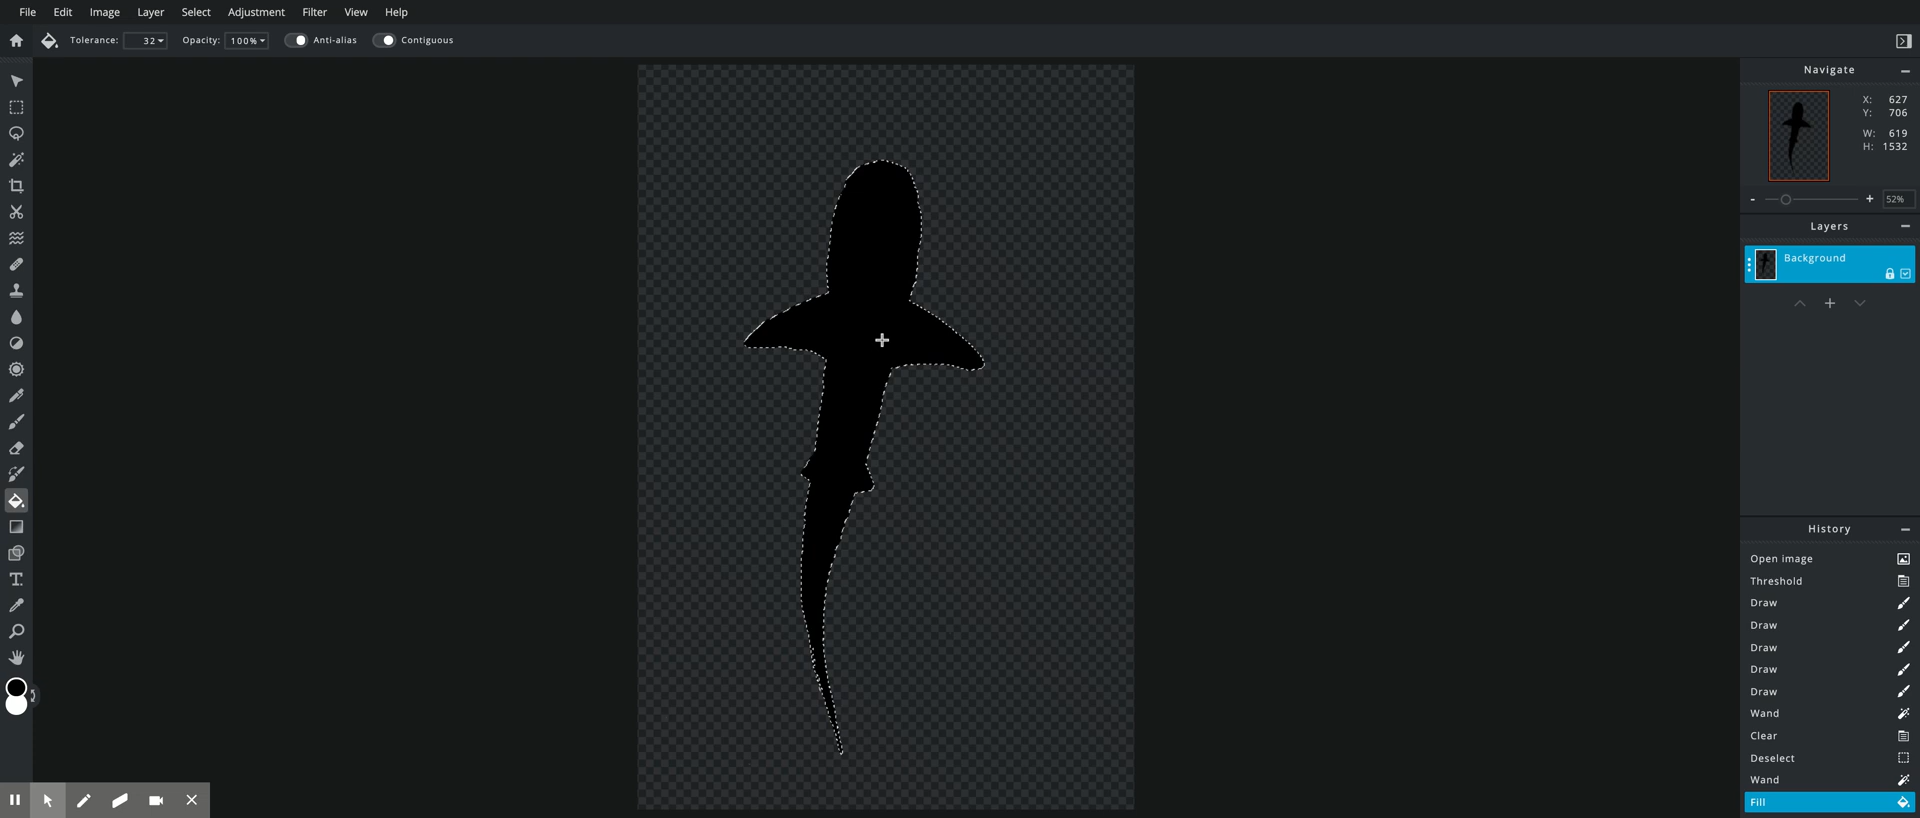 File Edit Image Layer Select Adjustment Filter View Help
Tolerance: 32 Opacity: 100% Anti-alias Contiguous
Navigate
X: 627
Y: 706
W: 619
H: 1532
- + 52%
Layers
Background
History
Open image
Threshold
Draw
Draw
Draw
Draw
Draw
Wand
Clear
Deselect
Wand
Fill